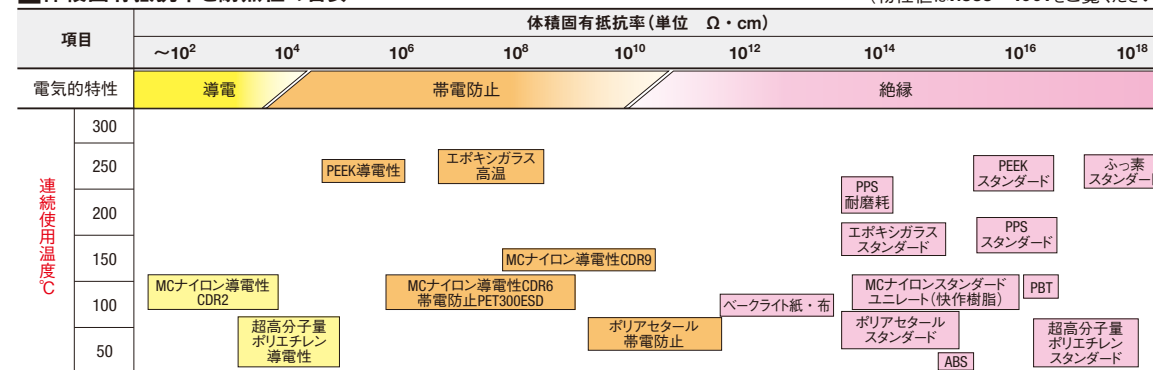 項目
体積固有抵抗率（単位　Ω・cm）
～10² 10⁴ 10⁶ 10⁸ 10¹⁰ 10¹² 10¹⁴ 10¹⁶ 10¹⁸
電気的特性 導電 帯電防止 絶縁
連続使用温度℃
300
250
200
150
100
50
PEEK導電性
エポキシガラス
高温
PEEK
スタンダード
ふっ素
スタンダー
PPS
耐磨耗
エポキシガラス
スタンダード
PPS
スタンダード
MCナイロン導電性CDR9
MCナイロン導電性
CDR2
MCナイロン導電性CDR6
帯電防止PET300ESD
ベークライト紙・布
MCナイロンスタンダード
ユニレート（快作樹脂）
PBT
超高分子量
ポリエチレン
導電性
ポリアセタール
帯電防止
ポリアセタール
スタンダード
ABS
超高分子量
ポリエチレン
スタンダード